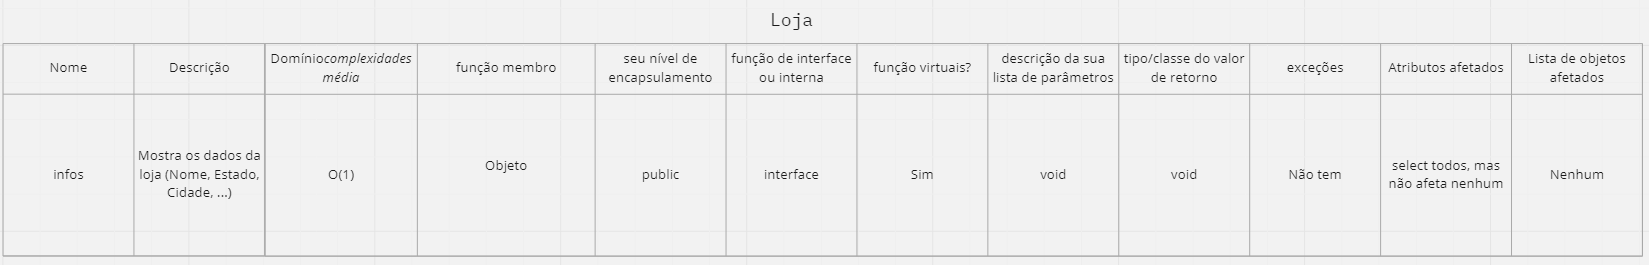 Loja
Nome
Descrição
Domíniocomplexidades
média
função membro
seu nível de
encapsulamento
função de interface
ou interna
função virtuais?
descrição da sua
lista de parâmetros
tipo/classe do valor
de retorno
exceções
Atributos afetados
Lista de objetos
afetados
infos
Mostra os dados da
loja (Nome, Estado,
Cidade, ...)
O(1)
Objeto
public
interface
Sim
void
void
Não tem
select todos, mas
não afeta nenhum
Nenhum